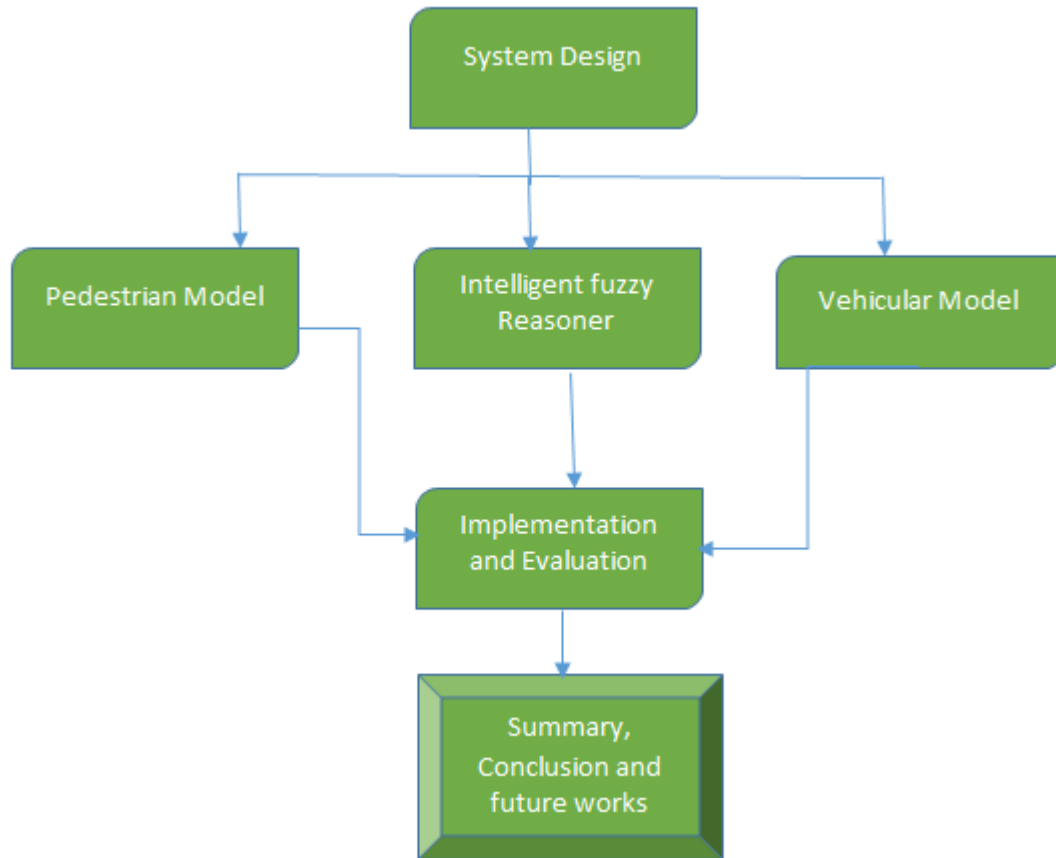 System Design
Pedestrian Model
Intelligent fuzzy
Reasoner
Vehicular Model
Implementation
and Evaluation
Summary,
Conclusion and
future works